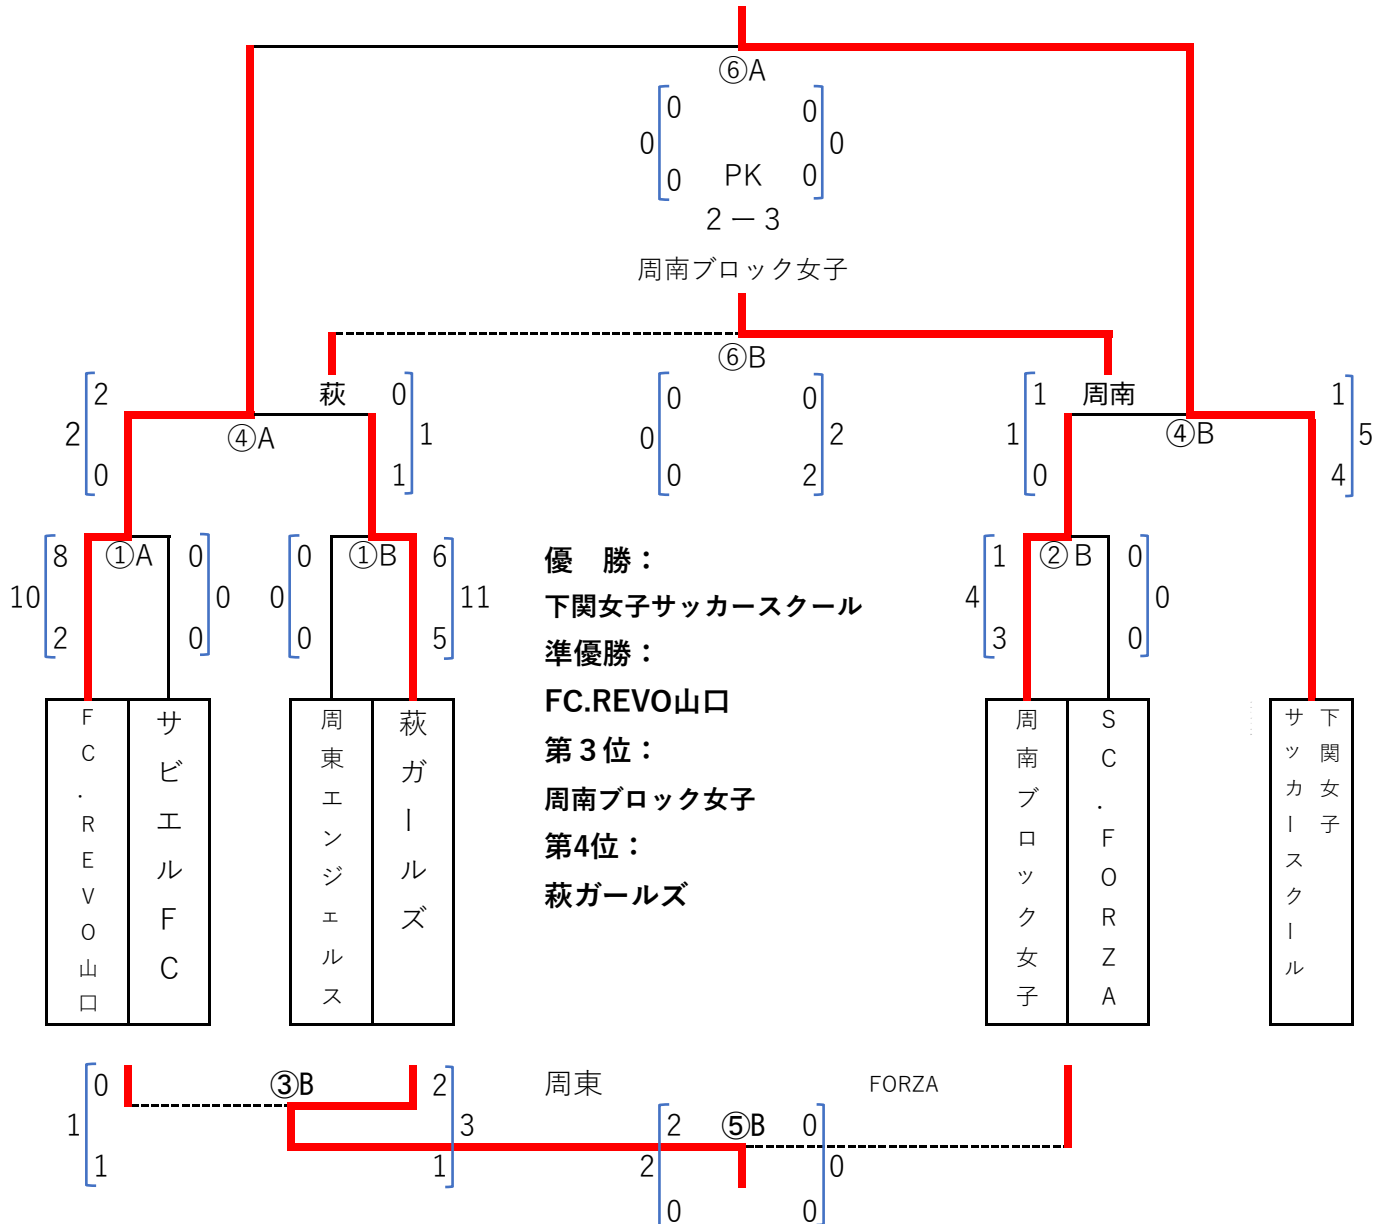 ⑥A
0 0
0 0
0 PK 0
2－3
周南ブロック女子
⑥B
2 萩 0
2 ④A 1
0 1
0 0
0 2
0 2
1 周南 1
1 ④B 5
0 4
8 ①A 0
10 0
2 0
0 ①B 6
0 11
0 5
1 ②B 0
4 0
3 0
優　勝：
下関女子サッカースクール
準優勝：
FC.REVO山口
第３位：
周南ブロック女子
第4位：
萩ガールズ
FC.REVO山口
サビエルFC
周東エンジェルス
萩ガールズ
周南ブロック女子
SC.FORZA
下関女子
サッカースクール
0 ③B 2
1 3
1 1
周東
FORZA
2 ⑤B 0
2 0
0 0